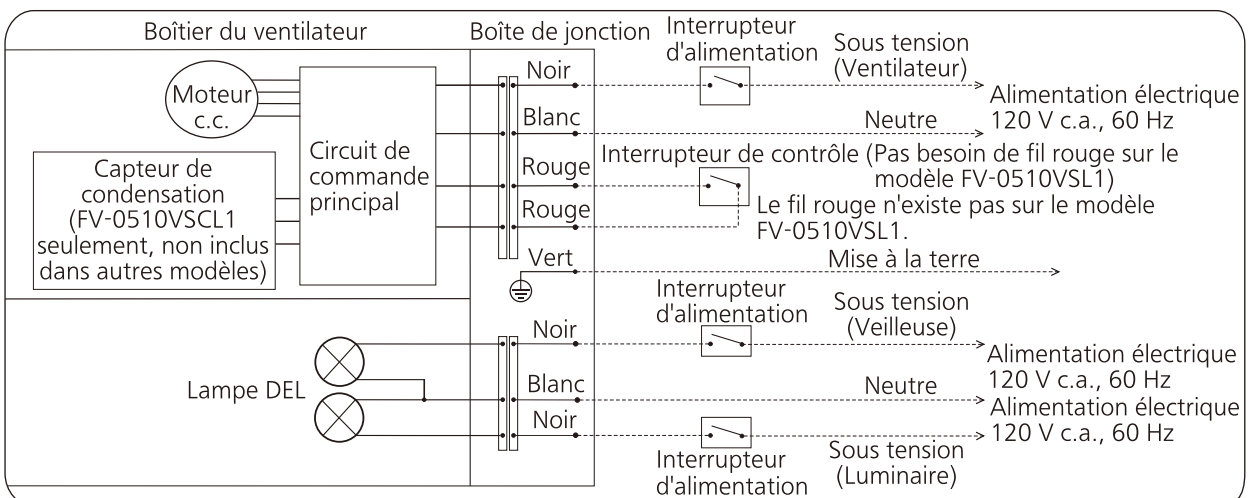 Boîtier du ventilateur
Boîte de jonction
Interrupteur
d'alimentation
Sous tension
(Ventilateur)
Noir
Moteur
c.c.
Alimentation électrique
120 V c.a., 60 Hz
Blanc
Neutre
Circuit de
commande
principal
Capteur de
condensation
(FV-0510VSCL1
seulement, non inclus
dans autres modèles)
Rouge
Interrupteur de contrôle (Pas besoin de fil rouge sur le
modèle FV-0510VSL1)
Rouge
Le fil rouge n'existe pas sur le modèle
FV-0510VSL1.
Vert
Mise à la terre
Interrupteur
d'alimentation
Sous tension
(Veilleuse)
Noir
Alimentation électrique
120 V c.a., 60 Hz
Lampe DEL
Blanc
Neutre
Alimentation électrique
120 V c.a., 60 Hz
Noir
Interrupteur
d'alimentation
Sous tension
(Luminaire)